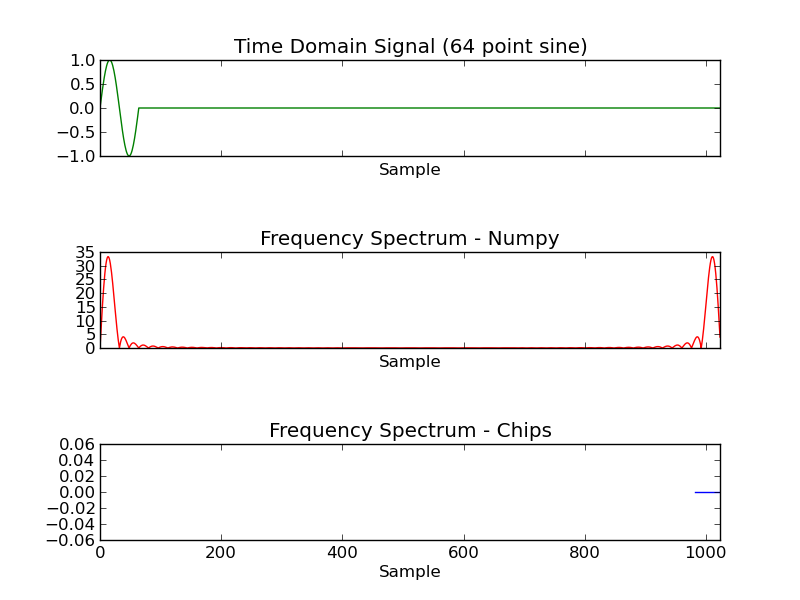 Time Domain Signal (64 point sine)
1.0
0.5
0.0
−0.5
−1.0
Sample
Frequency Spectrum - Numpy
35
30
25
20
15
10
5
0
Sample
Frequency Spectrum - Chips
0.06
0.04
0.02
0.00
−0.02
−0.04
−0.06
0 200 400 600 800 1000
Sample